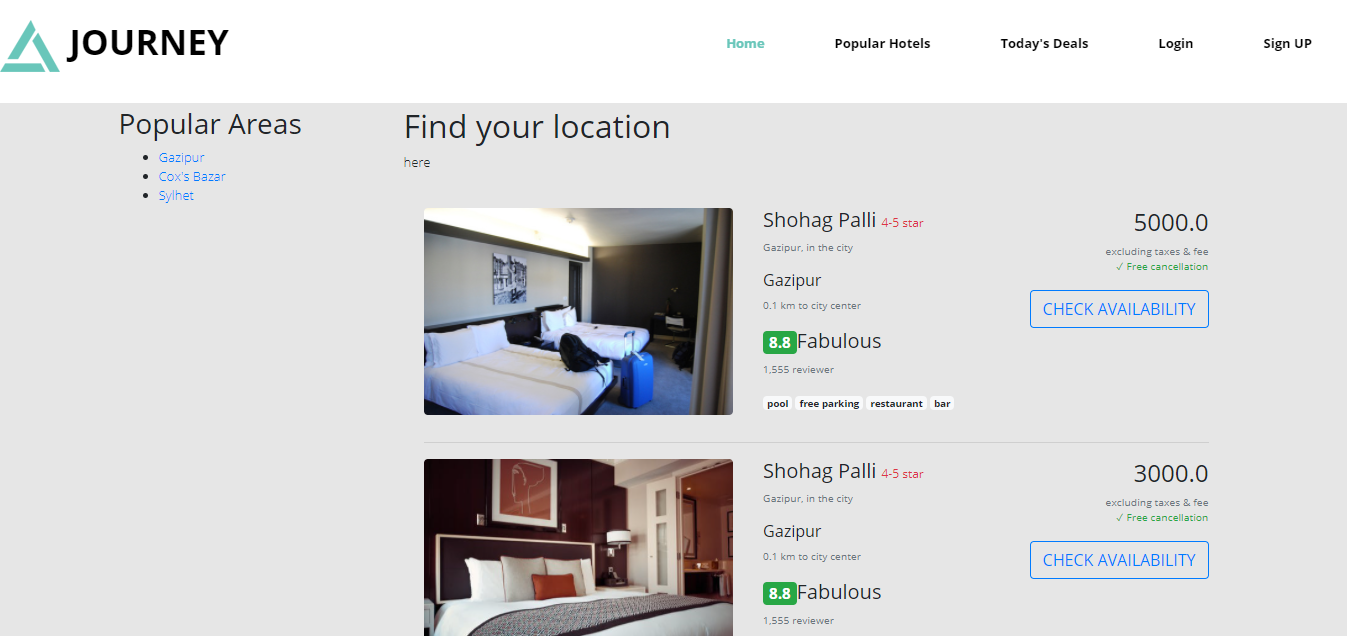 JOURNEY
Home Popular Hotels Today's Deals Login Sign UP
Popular Areas
Gazipur
Cox's Bazar
Sylhet
Find your location
here
Shohag Palli 4-5 star
Gazipur, in the city
Gazipur
0.1 km to city center
8.8 Fabulous
1,555 reviewer
pool free parking restaurant bar
5000.0
excluding taxes & fee
✓ Free cancellation
CHECK AVAILABILITY
Shohag Palli 4-5 star
Gazipur, in the city
Gazipur
0.1 km to city center
8.8 Fabulous
1,555 reviewer
3000.0
excluding taxes & fee
✓ Free cancellation
CHECK AVAILABILITY